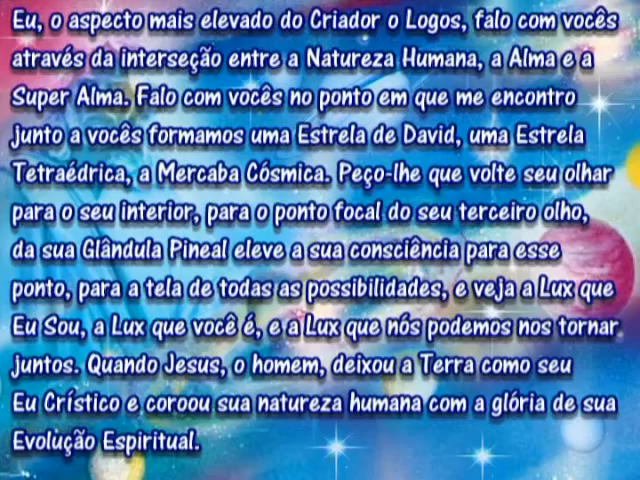 Eu, o aspecto mais elevado do Criador o Logos, falo com vocês
através da interseção entre a Natureza Humana, a Alma e a
Super Alma. Falo com vocês no ponto em que me encontro
junto a vocês formamos uma Estrela de David, uma Estrela
Tetraédrica, a Mercaba Cósmica. Peço-lhe que volte seu olhar
para o seu interior, para o ponto focal do seu terceiro olho,
da sua Glândula Pineal eleve a sua consciência para esse
ponto, para a tela de todas as possibilidades, e veja a Lux que
Eu Sou, a Lux que você é, e a Lux que nós podemos nos tornar
juntos. Quando Jesus, o homem, deixou a Terra como seu
Eu Crístico e coroou sua natureza humana com a glória de sua
Evolução Espiritual.